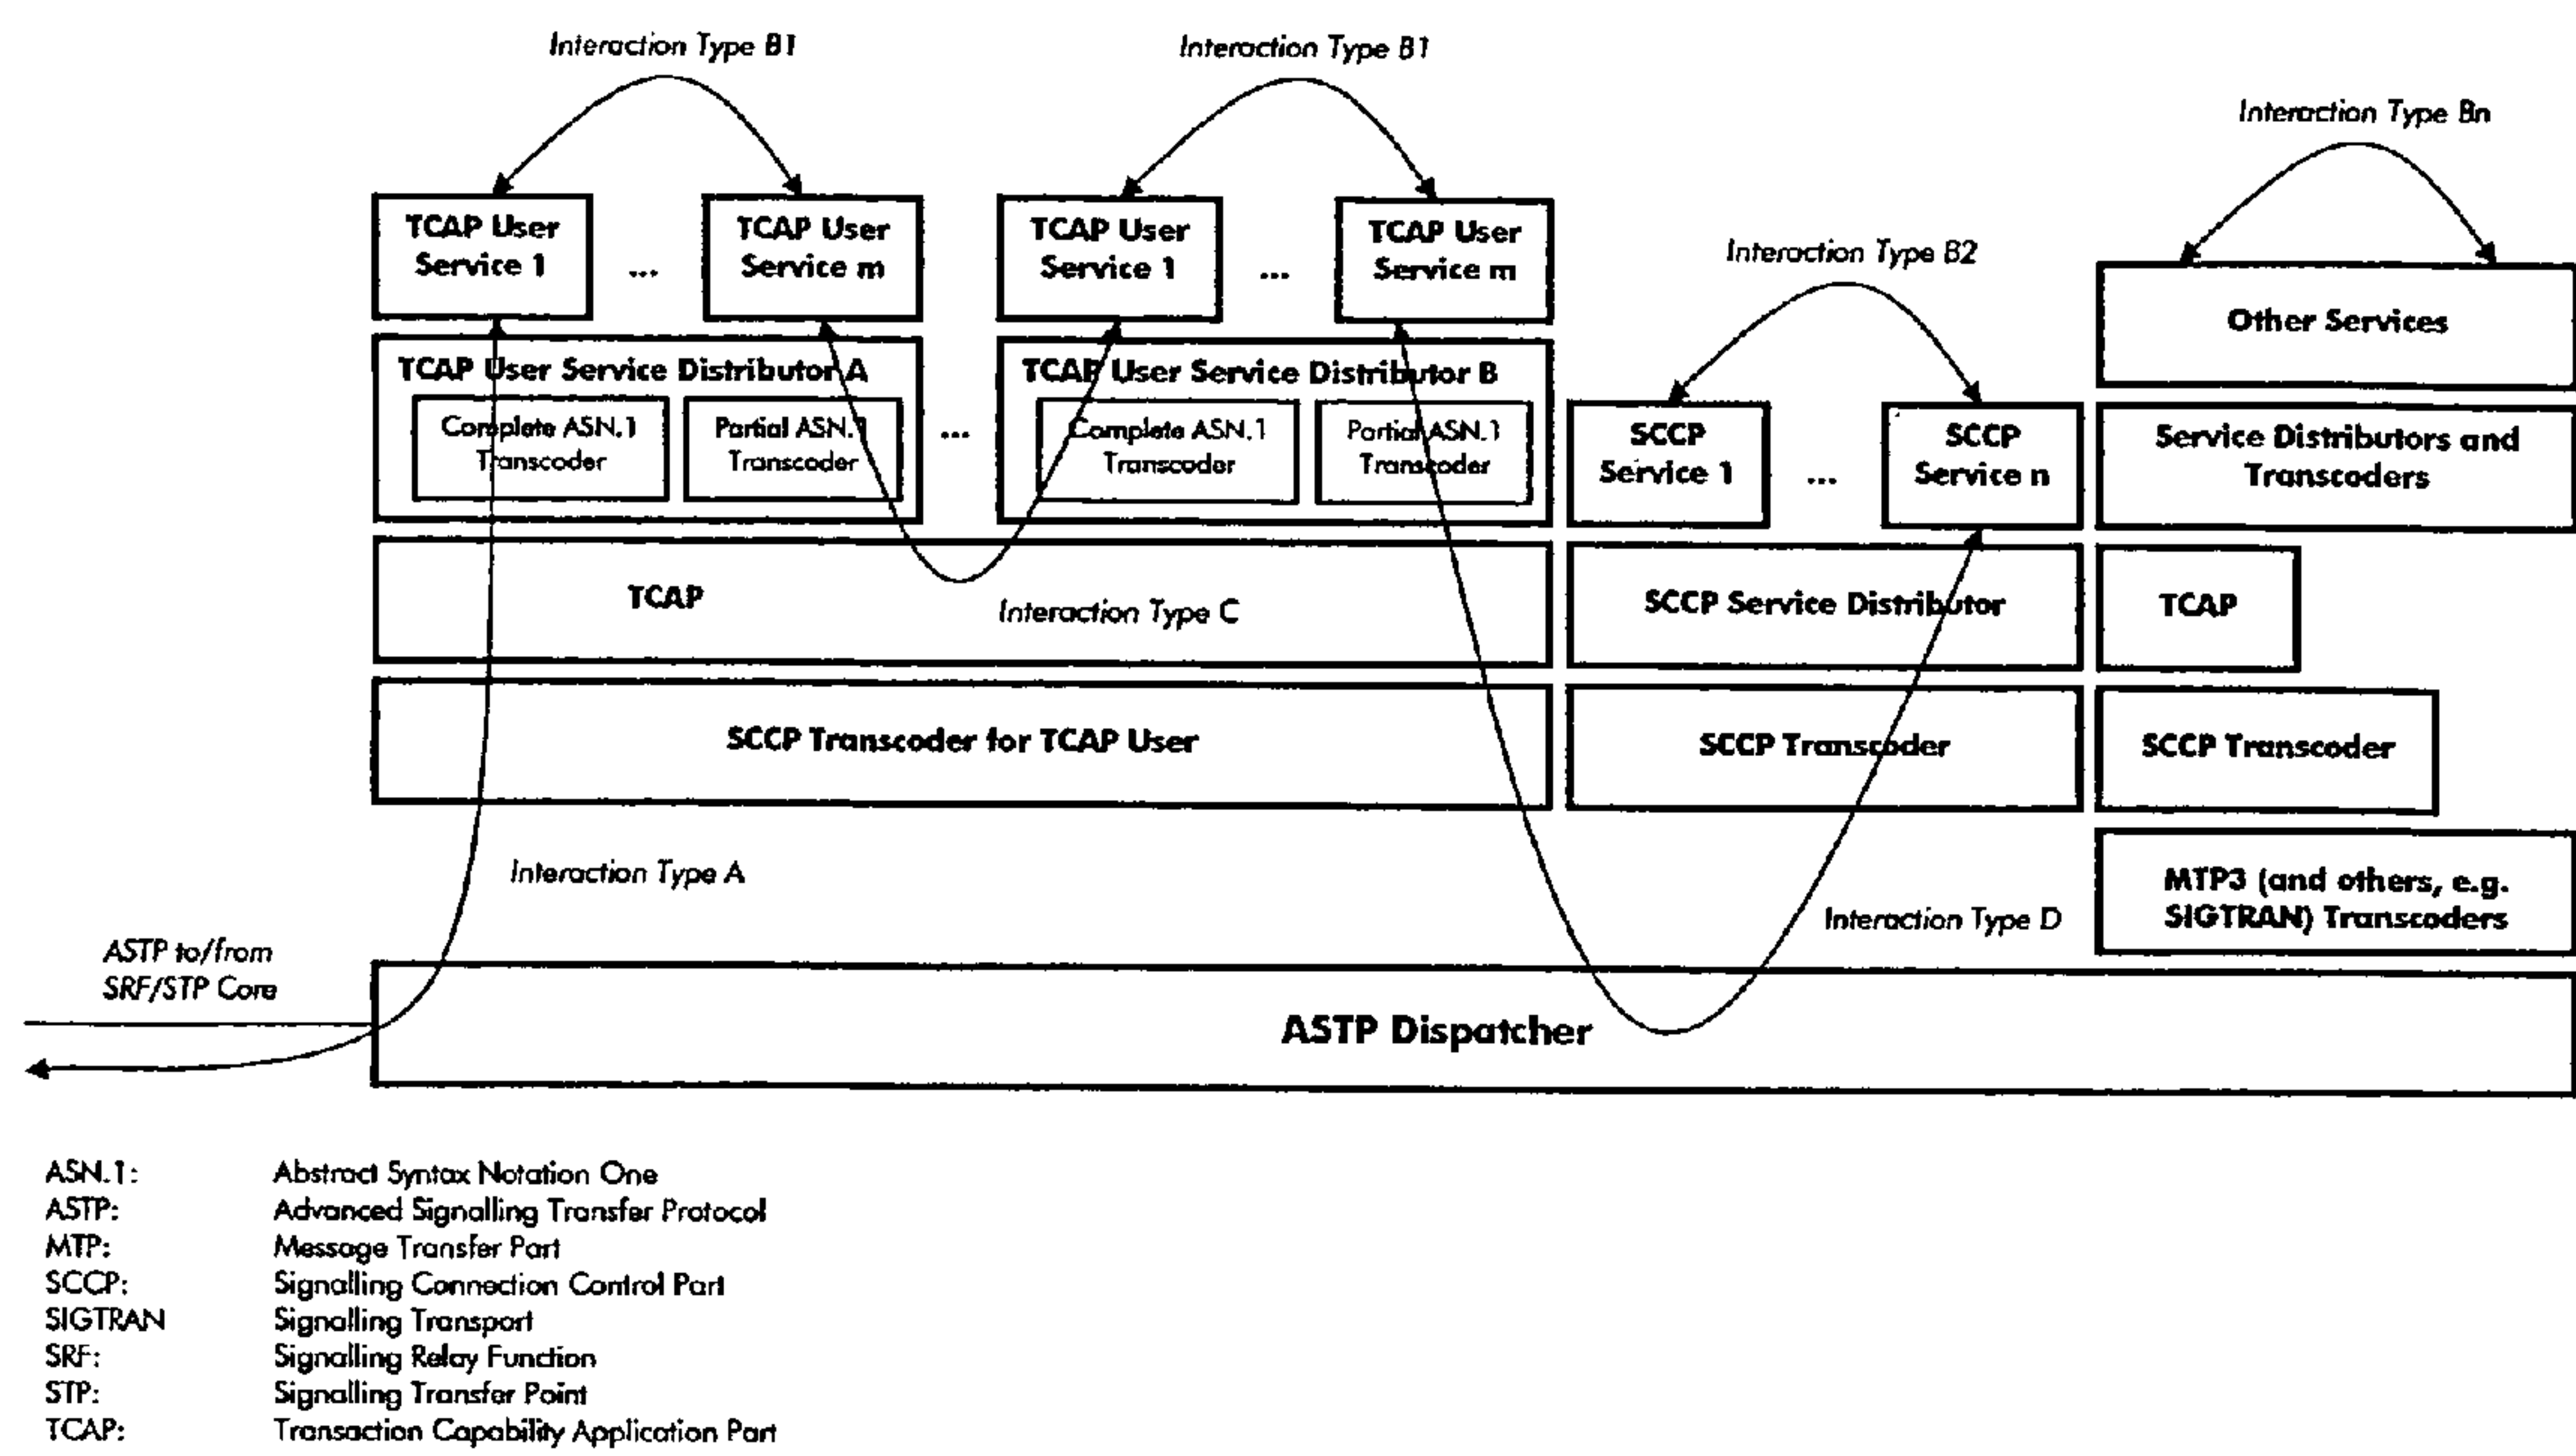 Interaction Type B1
Interaction Type B1
Interaction Type Bn
TCAP User
Service 1
...
TCAP User
Service m
TCAP User
Service 1
...
TCAP User
Service m
Interaction Type B2
Other Services
TCAP User Service Distributor A
Complete ASN.1
Transcoder
Partial ASN.1
Transcoder
...
TCAP User Service Distributor B
Complete ASN.1
Transcoder
Partial ASN.1
Transcoder
SCCP
Service 1
...
SCCP
Service n
Service Distributors and
Transcoders
TCAP
Interaction Type C
SCCP Service Distributor
TCAP
SCCP Transcoder for TCAP User
SCCP Transcoder
SCCP Transcoder
Interaction Type A
Interaction Type D
MTP3 (and others, e.g.
SIGTRAN) Transcoders
ASTP to/from
SRF/STP Core
ASTP Dispatcher
ASN.1: Abstract Syntax Notation One
ASTP: Advanced Signalling Transfer Protocol
MTP: Message Transfer Part
SCCP: Signalling Connection Control Part
SIGTRAN Signalling Transport
SRF: Signalling Relay Function
STP: Signalling Transfer Point
TCAP: Transaction Capability Application Part